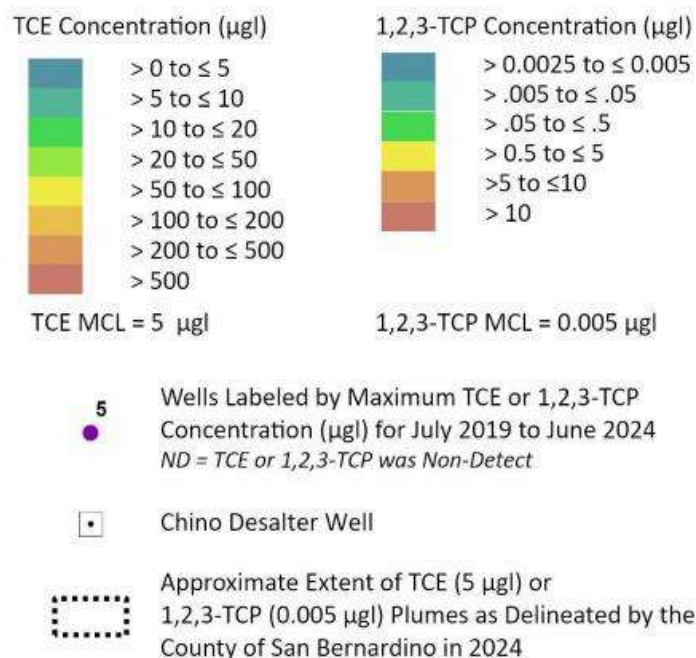 TCE Concentration (µgl)
> 0 to ≤ 5
> 5 to ≤ 10
> 10 to ≤ 20
> 20 to ≤ 50
> 50 to ≤ 100
> 100 to ≤ 200
> 200 to ≤ 500
> 500
TCE MCL = 5 µgl
1,2,3-TCP Concentration (µgl)
> 0.0025 to ≤ 0.005
> .005 to ≤ .05
> .05 to ≤ .5
> 0.5 to ≤ 5
>5 to ≤10
> 10
1,2,3-TCP MCL = 0.005 µgl
5
Wells Labeled by Maximum TCE or 1,2,3-TCP
Concentration (µgl) for July 2019 to June 2024
ND = TCE or 1,2,3-TCP was Non-Detect
Chino Desalter Well
Approximate Extent of TCE (5 µgl) or
1,2,3-TCP (0.005 µgl) Plumes as Delineated by the
County of San Bernardino in 2024